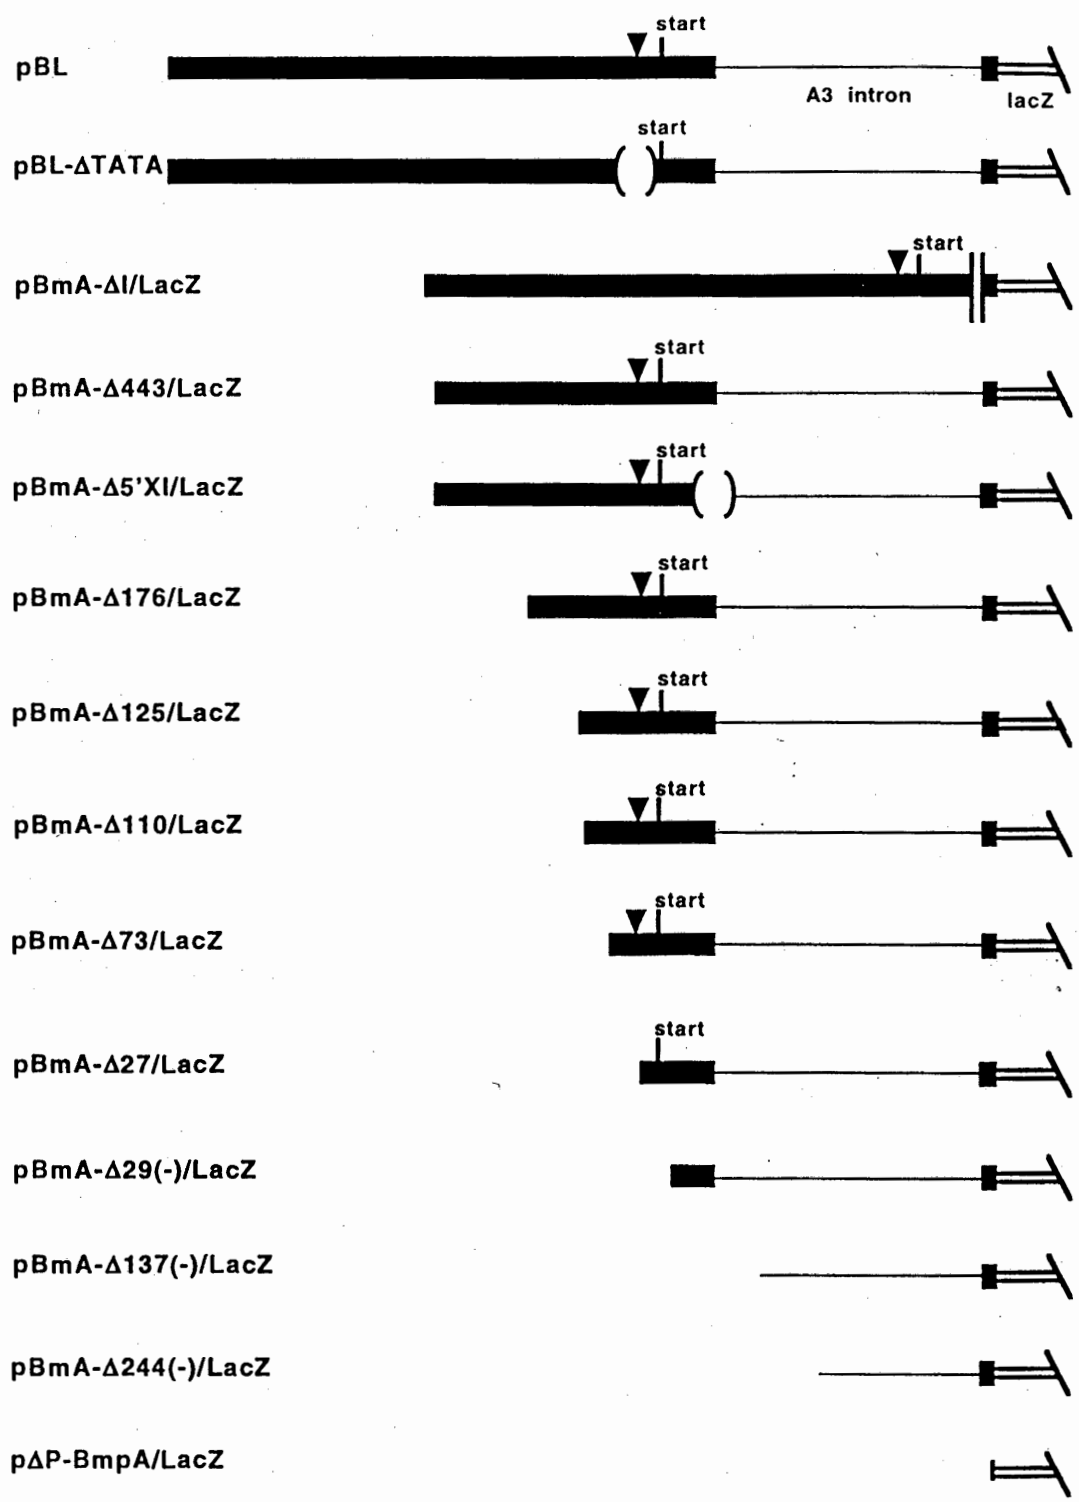 start
pBL
A3 intron
lacZ
start
pBL-ΔTATA
start
pBmA-ΔI/LacZ
start
pBmA-Δ443/LacZ
start
pBmA-Δ5'XI/LacZ
start
pBmA-Δ176/LacZ
start
pBmA-Δ125/LacZ
start
pBmA-Δ110/LacZ
start
pBmA-Δ73/LacZ
start
pBmA-Δ27/LacZ
pBmA-Δ29(-)/LacZ
pBmA-Δ137(-)/LacZ
pBmA-Δ244(-)/LacZ
pΔP-BmpA/LacZ